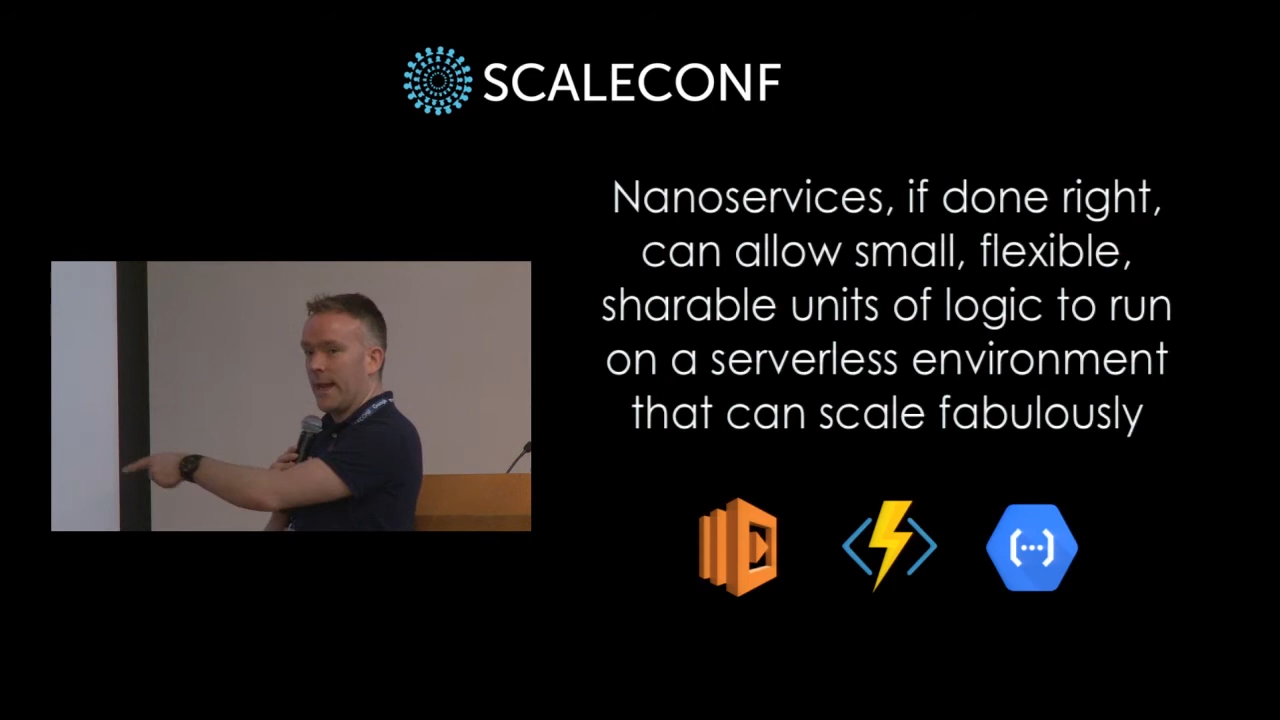 SCALECONF
Nanoservices, if done right,
can allow small, flexible,
sharable units of logic to run
on a serverless environment
that can scale fabulously